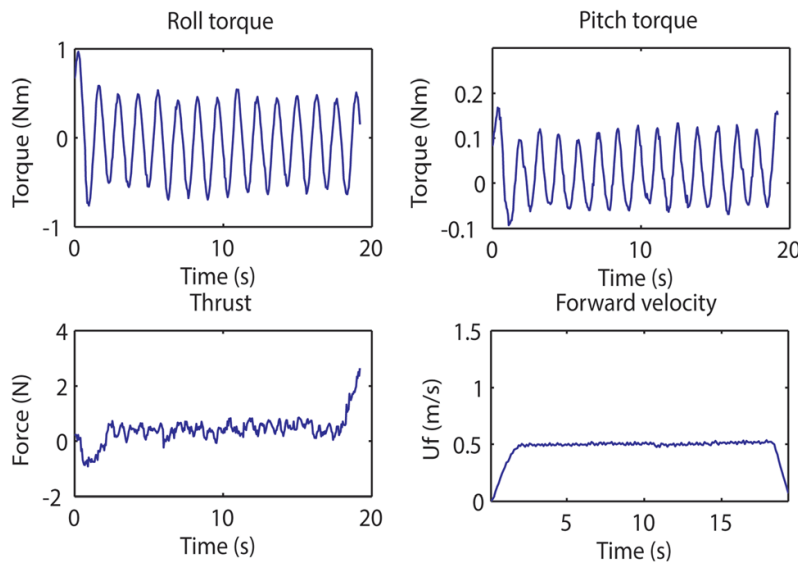 Roll torque
Torque (Nm)
1
0
-1
0
10
20
Time (s)
Pitch torque
Torque (Nm)
0.2
0.1
0
-0.1
0
10
20
Time (s)
Thrust
Force (N)
4
2
0
-2
0
10
20
Time (s)
Forward velocity
Uf (m/s)
1.5
1
0.5
0
5
10
15
Time (s)